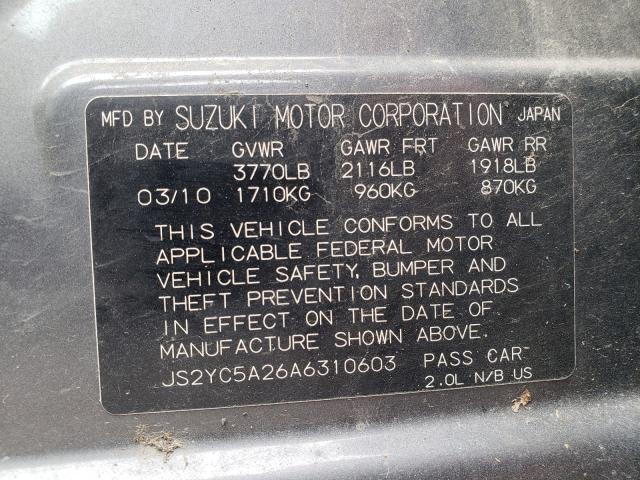 MFD BY SUZUKI MOTOR CORPORATION JAPAN
DATE GVWR GAWR FRT GAWR RR
3770LB 2116LB 1918LB
03/10 1710KG 960KG 870KG
THIS VEHICLE CONFORMS TO ALL
APPLICABLE FEDERAL MOTOR
VEHICLE SAFETY, BUMPER AND
THEFT PREVENTION STANDARDS
IN EFFECT ON THE DATE OF
MANUFACTURE SHOWN ABOVE.
JS2YC5A26A6310603 PASS CAR
2.0L N/B US